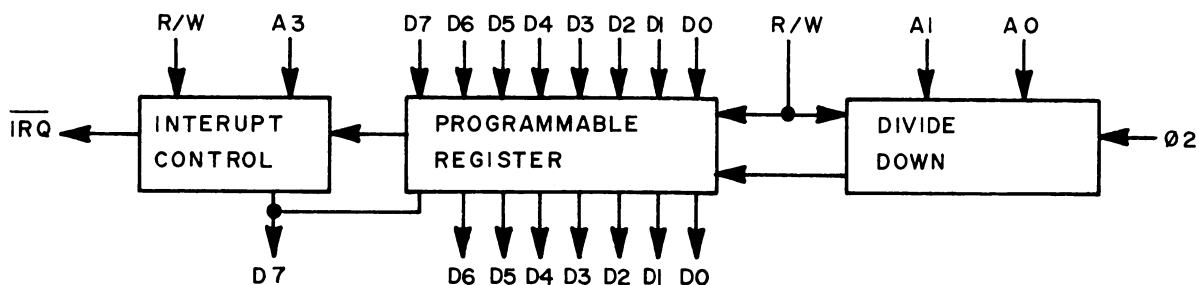 R/W A3 D7 D6 D5 D4 D3 D2 D1 D0 R/W A1 A0
IRQ
INTERUPT
CONTROL
PROGRAMMABLE
REGISTER
DIVIDE
DOWN
Ø2
D7 D6 D5 D4 D3 D2 D1 D0